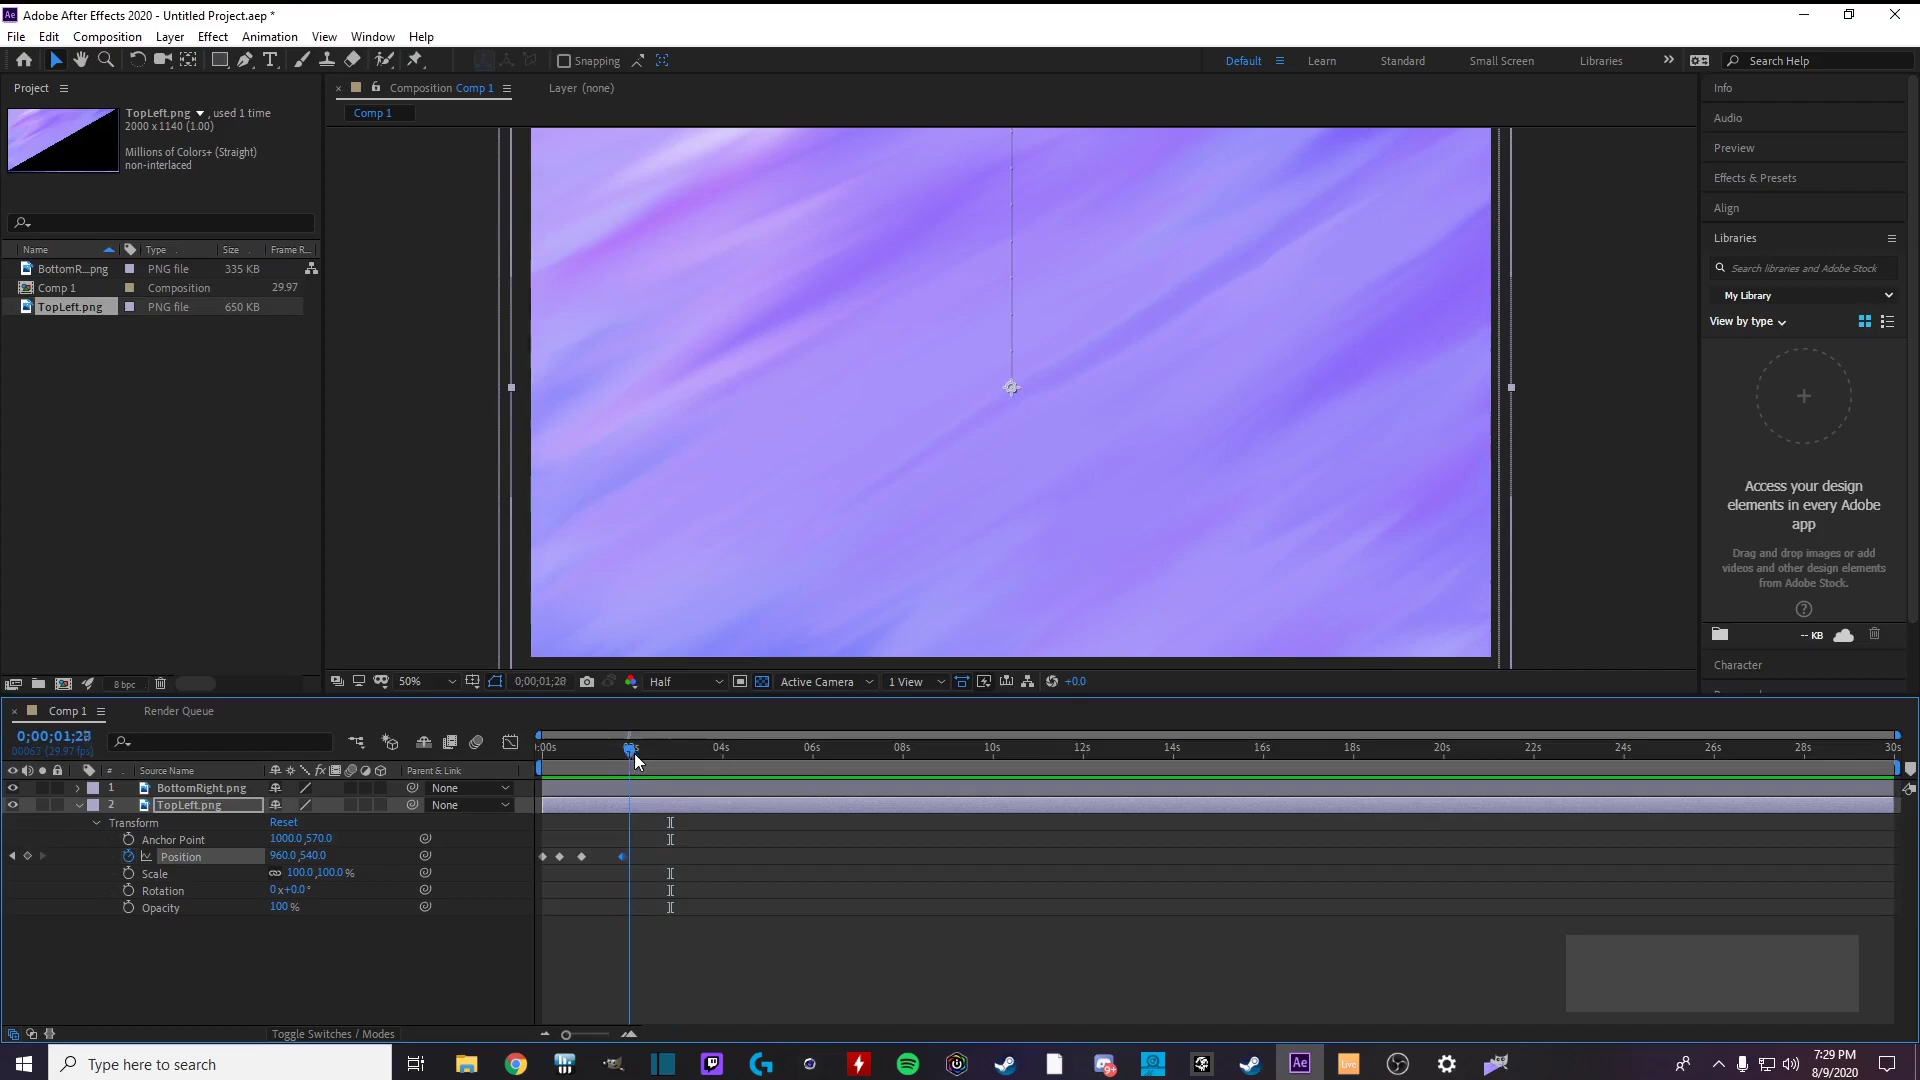 Adobe After Effects 2020 - Untitled Project.aep *
File Edit Composition Layer Effect Animation View Window Help
Snapping
Default Learn Standard Small Screen Libraries Search Help
Project
TopLeft.png , used 1 time
2000 x 1140 (1.00)
Millions of Colors+ (Straight)
non-interlaced
Name Type Size Frame R...
BottomR...png PNG file 335 KB
Comp 1 Composition 29.97
TopLeft.png PNG file 650 KB
8 bpc
Composition Comp 1 Layer (none)
Comp 1
50% 0;00;01;28 Half Active Camera 1 View +0.0
Info
Audio
Preview
Effects & Presets
Align
Libraries
Search libraries and Adobe Stock
My Library
View by type
Access your design
elements in every Adobe
app
Drag and drop images or add
videos and other design elements
from Adobe Stock.
-- KB
Character
Comp 1 Render Queue
00063 (29.97 fps)
:00s 04s 06s 08s 10s 12s 14s 16s 18s 20s 22s 24s 26s 28s 30s
# Source Name Parent & Link
1 BottomRight.png None
2 TopLeft.png None
Transform Reset
Anchor Point 1000.0,570.0
Position 960.0,540.0
Scale 100.0,100.0%
Rotation 0x+0.0°
Opacity 100%
Toggle Switches / Modes
Type here to search
9+
Ae
live
7:29 PM
8/9/2020